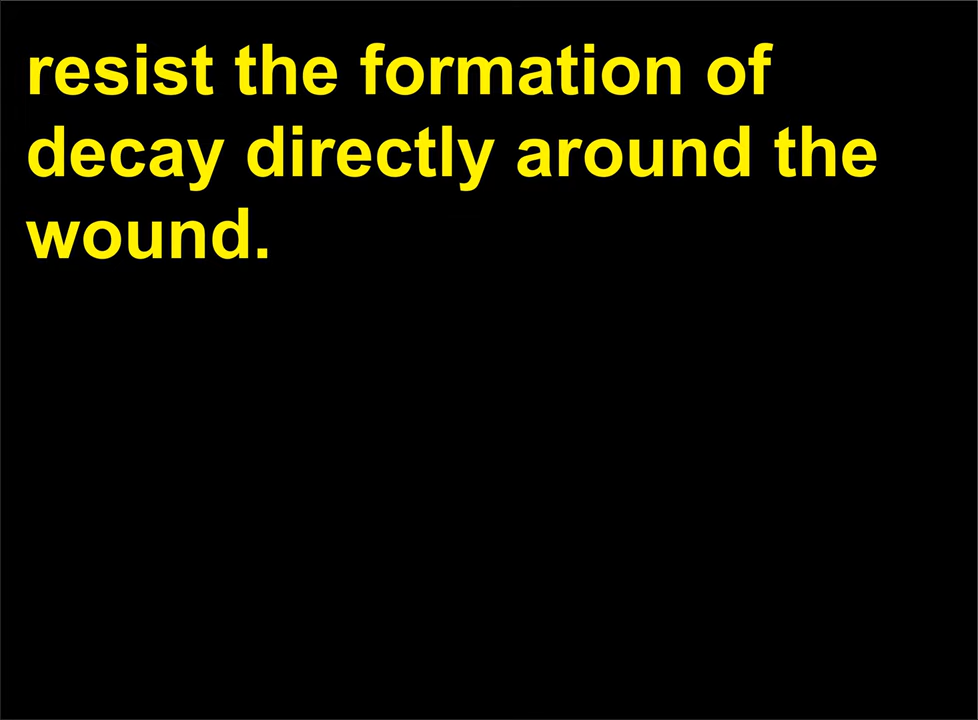 resist the formation of
decay directly around the
wound.